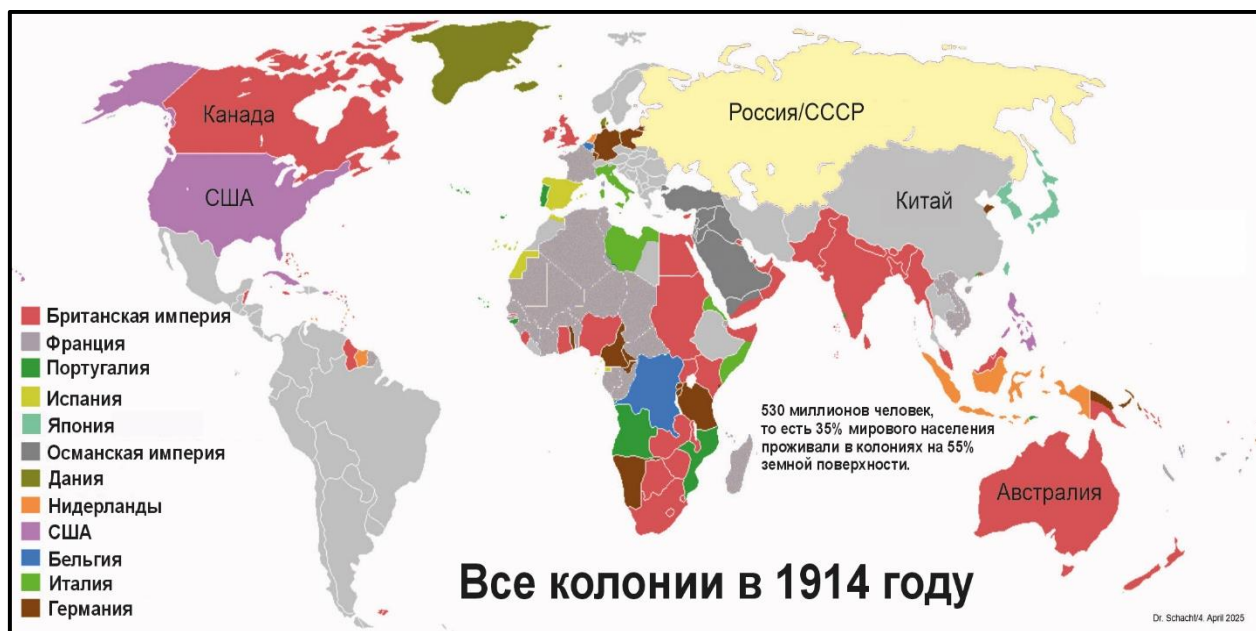 Канада
США
Россия/СССР
Китай
Британская империя
Франция
Португалия
Испания
Япония
Османская империя
Дания
Нидерланды
США
Бельгия
Италия
Германия
530 миллионов человек,
то есть 35% мирового населения
проживали в колониях на 55%
земной поверхности.
Австралия
Все колонии в 1914 году
Dr. Schacht/4. April 2025